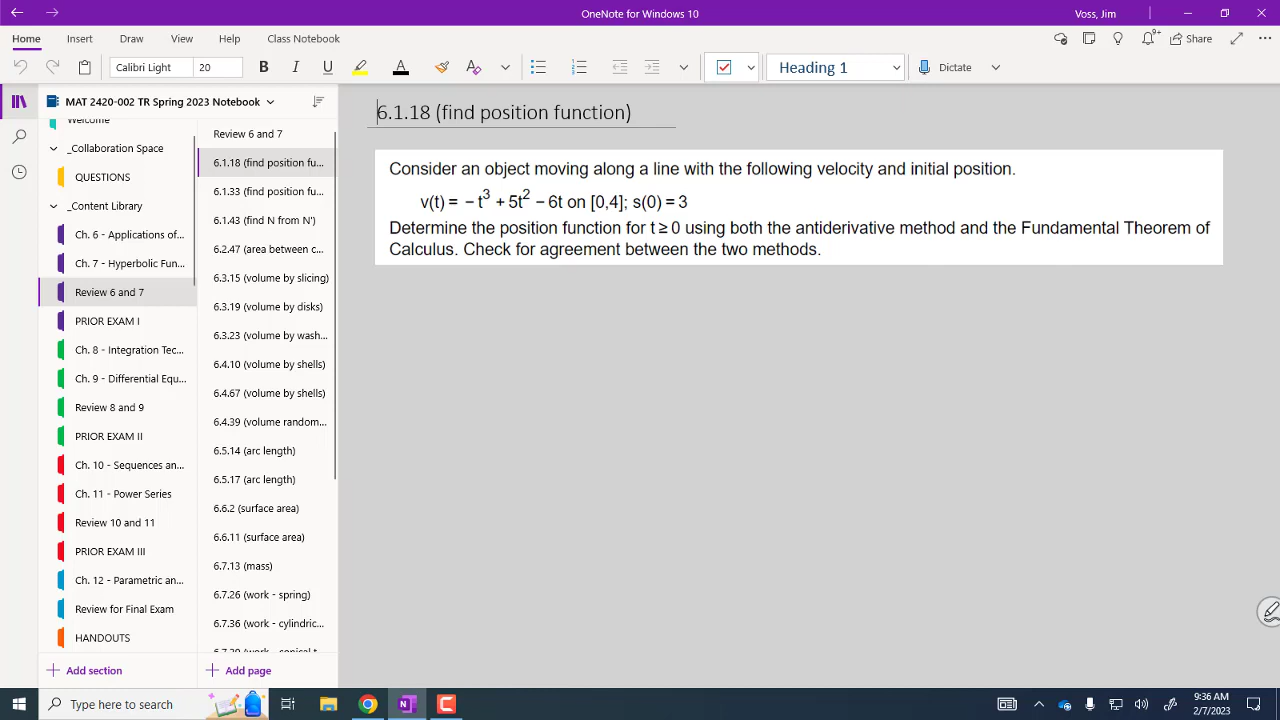 OneNote for Windows 10
Voss, Jim
Home
Insert
Draw
View
Help
Class Notebook
Share
Calibri Light
20
B
I
U
A
Heading 1
Dictate
MAT 2420-002 TR Spring 2023 Notebook
Welcome
_Collaboration Space
QUESTIONS
_Content Library
Ch. 6 - Applications of...
Ch. 7 - Hyperbolic Fun...
Review 6 and 7
PRIOR EXAM I
Ch. 8 - Integration Tec...
Ch. 9 - Differential Equ...
Review 8 and 9
PRIOR EXAM II
Ch. 10 - Sequences an...
Ch. 11 - Power Series
Review 10 and 11
PRIOR EXAM III
Ch. 12 - Parametric an...
Review for Final Exam
HANDOUTS
Add section
Review 6 and 7
6.1.18 (find position fu...
6.1.33 (find position fu...
6.1.43 (find N from N')
6.2.47 (area between c...
6.3.15 (volume by slicing)
6.3.19 (volume by disks)
6.3.23 (volume by wash...
6.4.10 (volume by shells)
6.4.67 (volume by shells)
6.4.39 (volume random...
6.5.14 (arc length)
6.5.17 (arc length)
6.6.2 (surface area)
6.6.11 (surface area)
6.7.13 (mass)
6.7.26 (work - spring)
6.7.36 (work - cylindric...
Add page
6.1.18 (find position function)
Consider an object moving along a line with the following velocity and initial position.
v(t) = − t³ + 5t² − 6t on [0,4]; s(0) = 3
Determine the position function for t ≥ 0 using both the antiderivative method and the Fundamental Theorem of
Calculus. Check for agreement between the two methods.
Type here to search
9:36 AM
2/7/2023